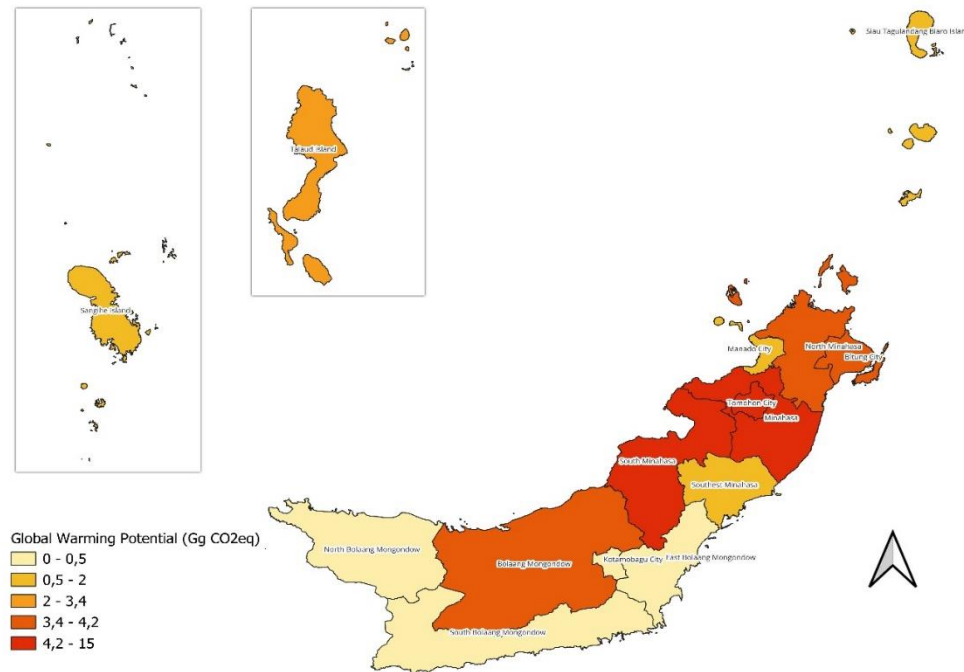 Siau Tagulandang Biaro Islan
Talaud Island
Sangihe Island
Manado City
North Minahasa
Bitung City
Tomohon City
Minahasa
South Minahasa
Southest Minahasa
North Bolaang Mongondow
Bolaang Mongondow
Kotamobagu City
East Bolaang Mongondow
South Bolaang Mongondow
Global Warming Potential (Gg CO2eq)
0 - 0,5
0,5 - 2
2 - 3,4
3,4 - 4,2
4,2 - 15